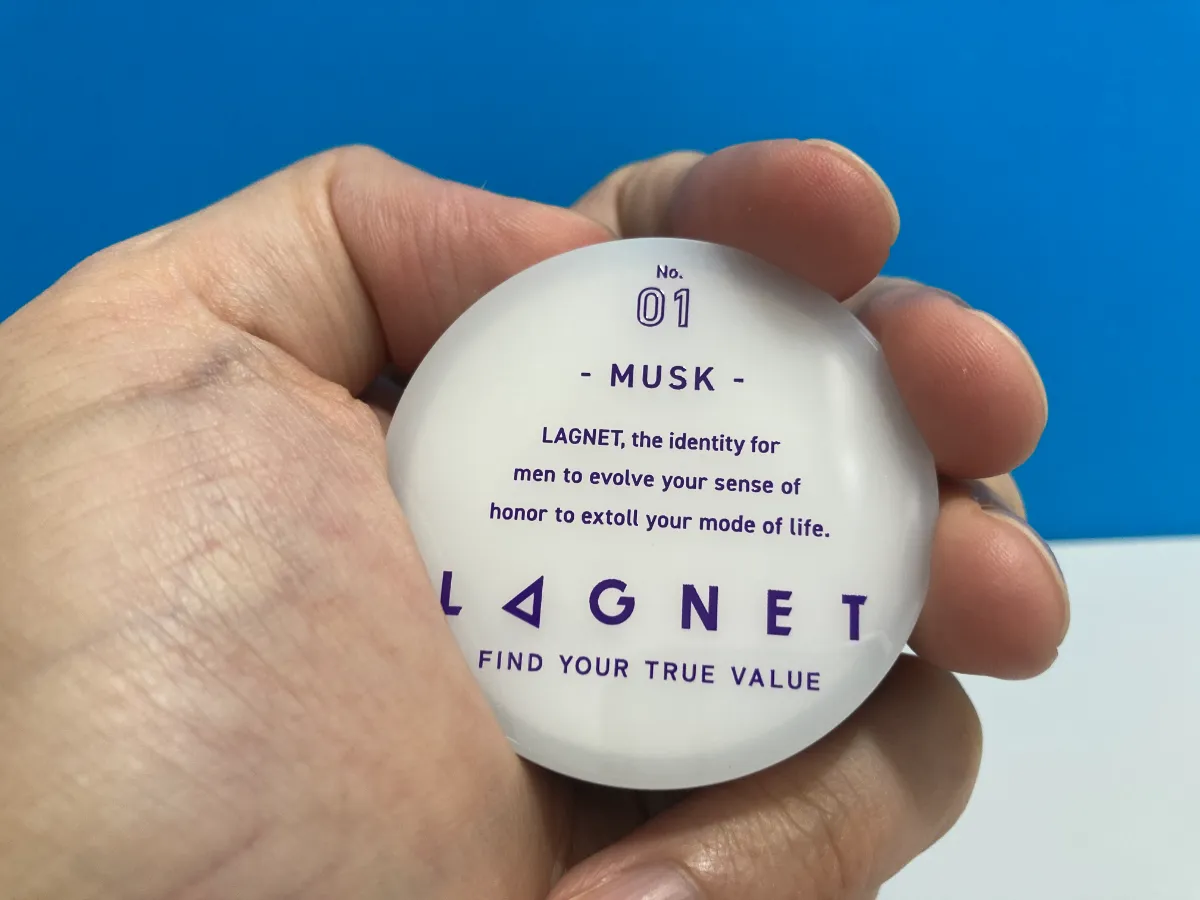 No.
01
- MUSK -
LAGNET, the identity for
men to evolve your sense of
honor to extoll your mode of life.
LAGNET
FIND YOUR TRUE VALUE